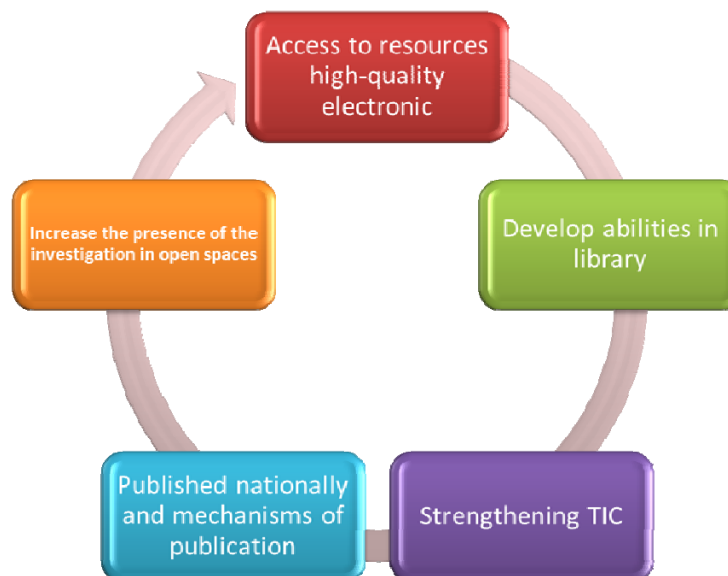 Access to resources
high-quality
electronic
Develop abilities in
library
Strengthening TIC
Published nationally
and mechanisms of
publication
Increase the presence of the
investigation in open spaces